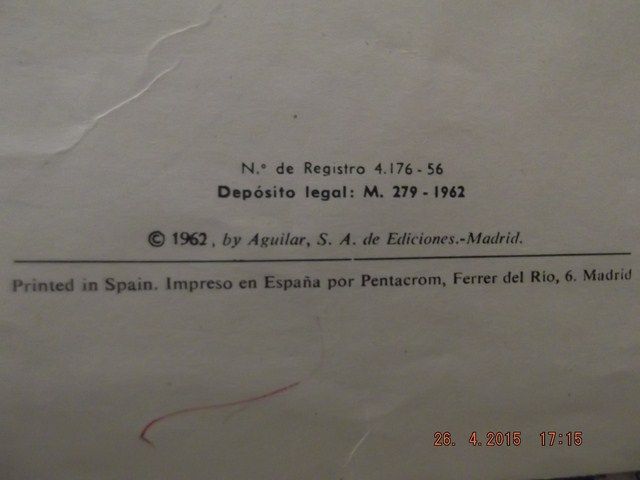 N.° de Registro 4.176 - 56
Depósito legal: M. 279 - 1962
© 1962, by Aguilar, S. A. de Ediciones.-Madrid.
Printed in Spain. Impreso en España por Pentacrom, Ferrer del Río, 6. Madrid
26. 4.2015 17:15